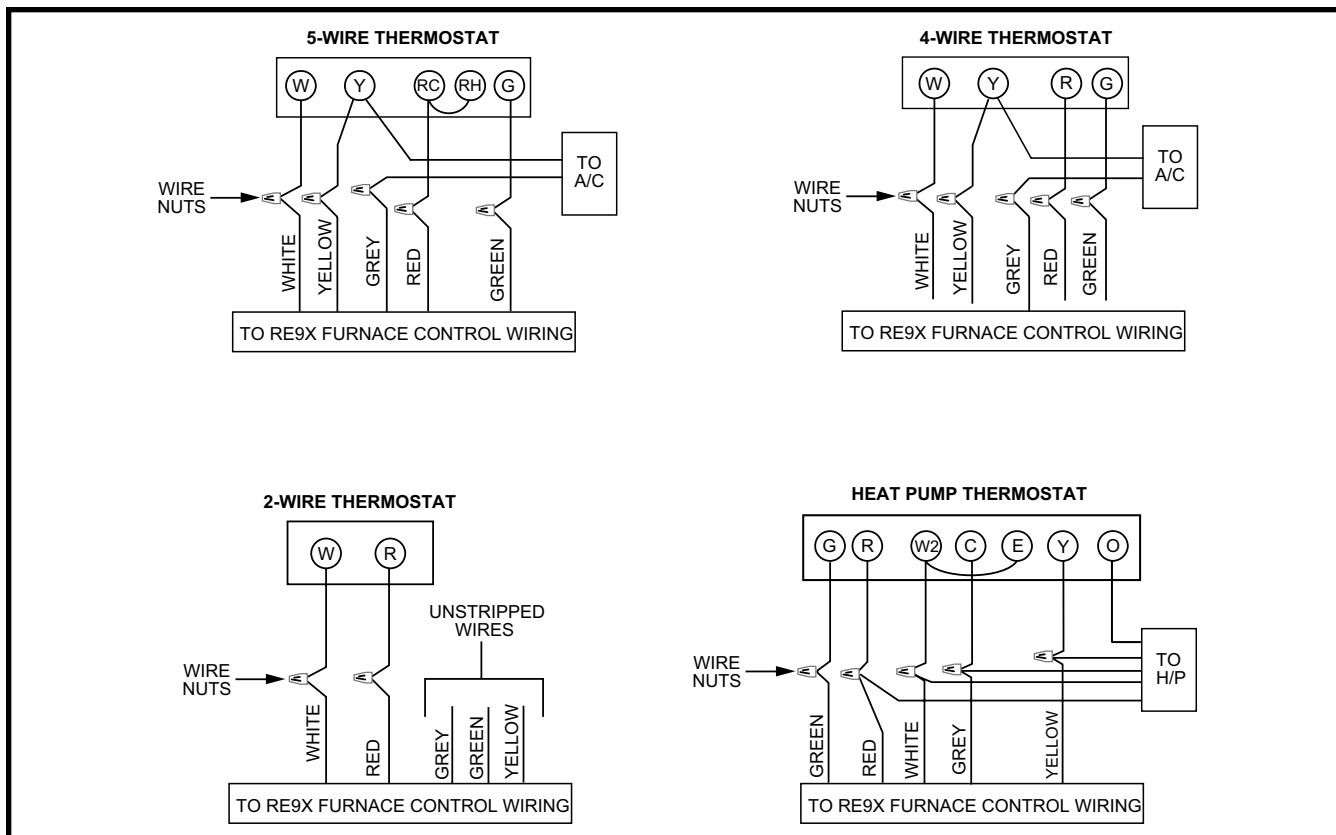 5-WIRE THERMOSTAT
W Y RC RH G
TO
A/C
WIRE
NUTS
WHITE
YELLOW
GREY
RED
GREEN
TO RE9X FURNACE CONTROL WIRING
4-WIRE THERMOSTAT
W Y R G
TO
A/C
WIRE
NUTS
WHITE
YELLOW
GREY
RED
GREEN
TO RE9X FURNACE CONTROL WIRING
2-WIRE THERMOSTAT
W R
UNSTRIPPED
WIRES
WIRE
NUTS
WHITE
RED
GREY
GREEN
YELLOW
TO RE9X FURNACE CONTROL WIRING
HEAT PUMP THERMOSTAT
G R W2 C E Y O
TO
H/P
WIRE
NUTS
GREEN
RED
WHITE
GREY
YELLOW
TO RE9X FURNACE CONTROL WIRING